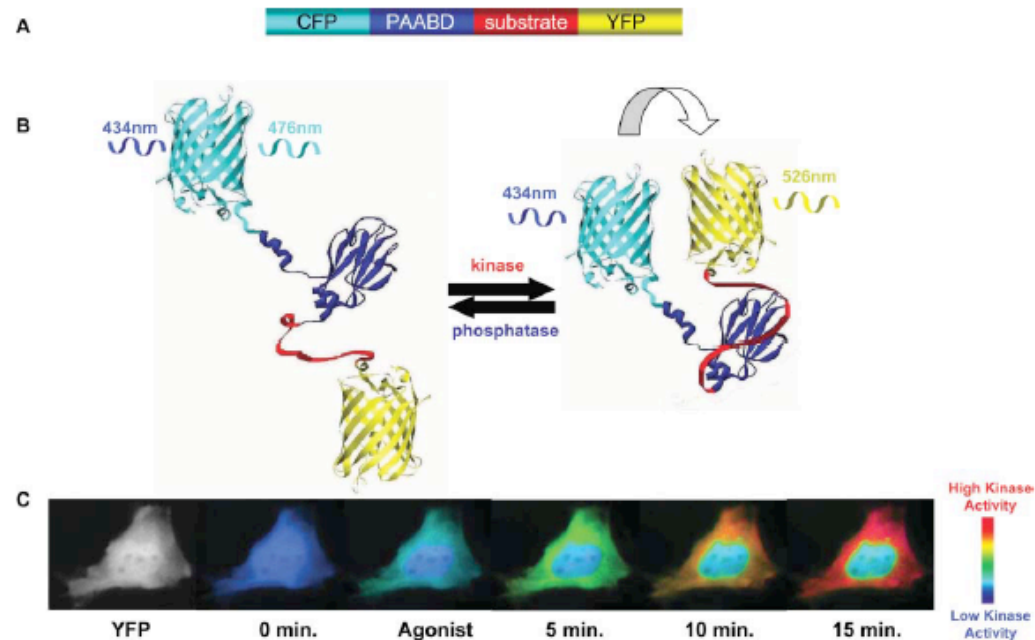 A
CFP PAABD substrate YFP
B
434nm 476nm
434nm 526nm
kinase
phosphatase
C
High Kinase
Activity
Low Kinase
Activity
YFP 0 min. Agonist 5 min. 10 min. 15 min.